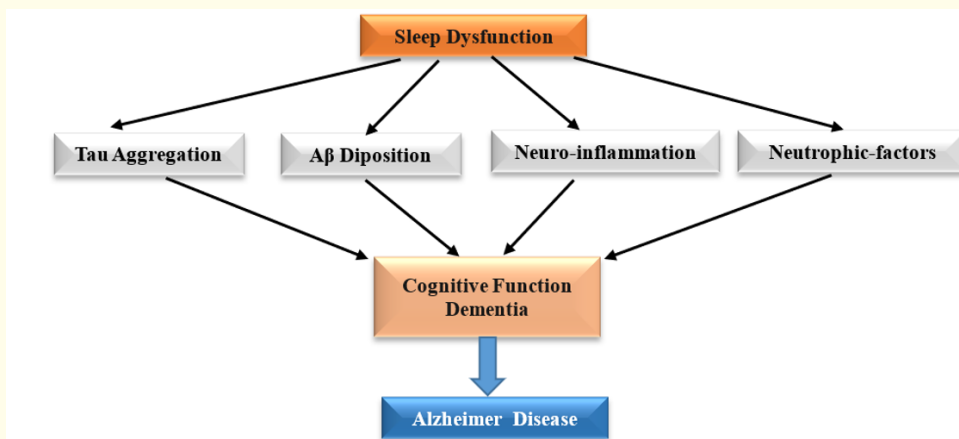 Sleep Dysfunction
Tau Aggregation
Aβ Diposition
Neuro-inflammation
Neutrophic-factors
Cognitive Function
Dementia
Alzheimer Disease